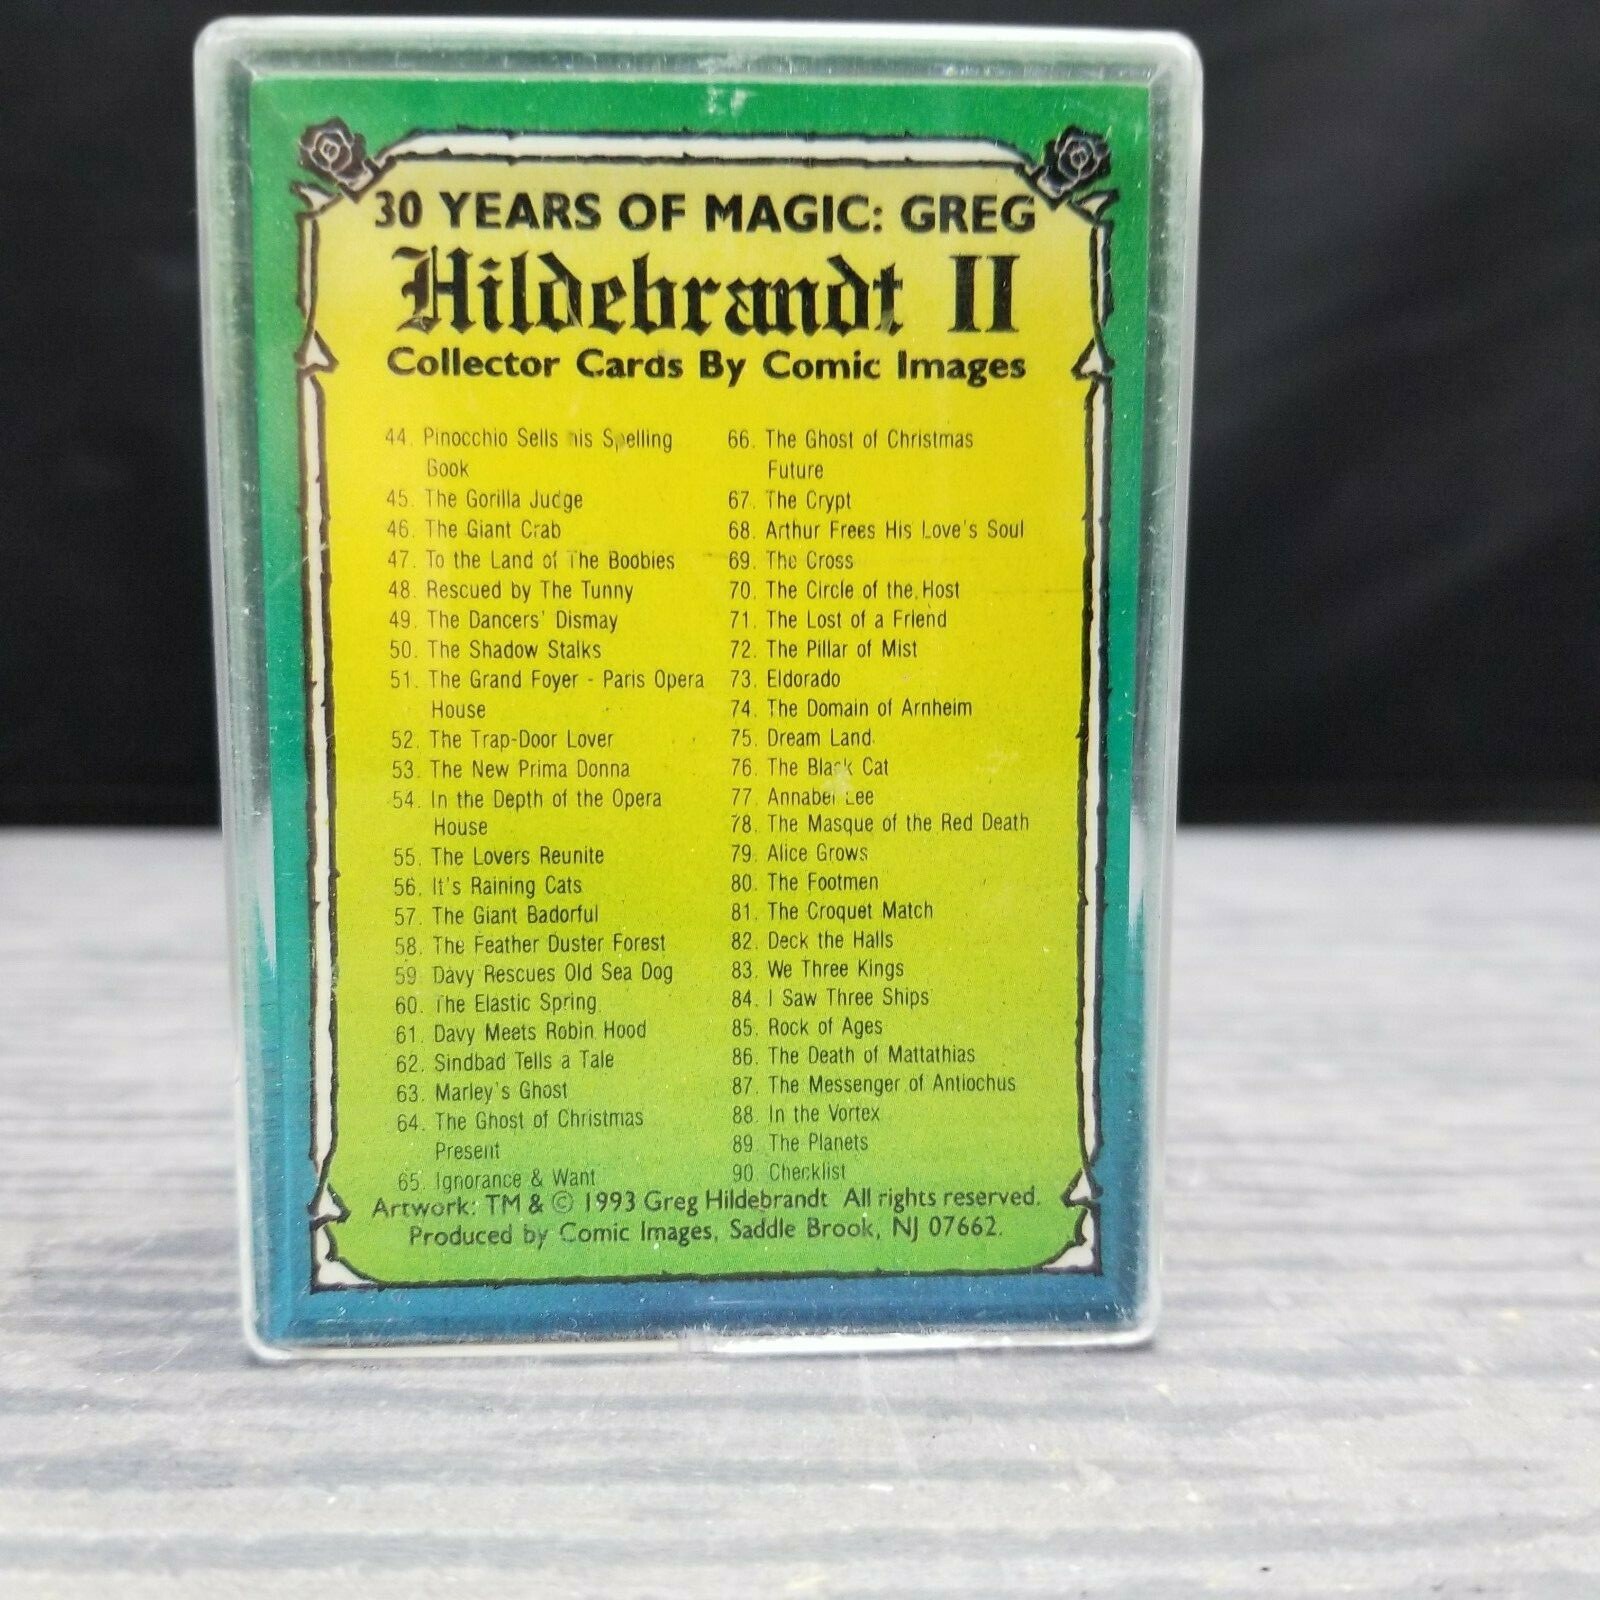 30 YEARS OF MAGIC: GREG
Hildebrandt II
Collector Cards By Comic Images
44. Pinocchio Sells his Spelling
Book
45. The Gorilla Judge
46. The Giant Crab
47. To the Land of The Boobies
48. Rescued by The Tunny
49. The Dancers' Dismay
50. The Shadow Stalks
51. The Grand Foyer - Paris Opera
House
52. The Trap-Door Lover
53. The New Prima Donna
54. In the Depth of the Opera
House
55. The Lovers Reunite
56. It's Raining Cats
57. The Giant Badorful
58. The Feather Duster Forest
59. Davy Rescues Old Sea Dog
60. The Elastic Spring
61. Davy Meets Robin Hood
62. Sindbad Tells a Tale
63. Marley's Ghost
64. The Ghost of Christmas
Present
65. Ignorance & Want
66. The Ghost of Christmas
Future
67. The Crypt
68. Arthur Frees His Love's Soul
69. The Cross
70. The Circle of the Host
71. The Lost of a Friend
72. The Pillar of Mist
73. Eldorado
74. The Domain of Arnheim
75. Dream Land
76. The Black Cat
77. Annabel Lee
78. The Masque of the Red Death
79. Alice Grows
80. The Footmen
81. The Croquet Match
82. Deck the Halls
83. We Three Kings
84. I Saw Three Ships
85. Rock of Ages
86. The Death of Mattathias
87. The Messenger of Antiochus
88. In the Vortex
89. The Planets
90. Checklist
Artwork: TM & © 1993 Greg Hildebrandt All rights reserved.
Produced by Comic Images, Saddle Brook, NJ 07662.